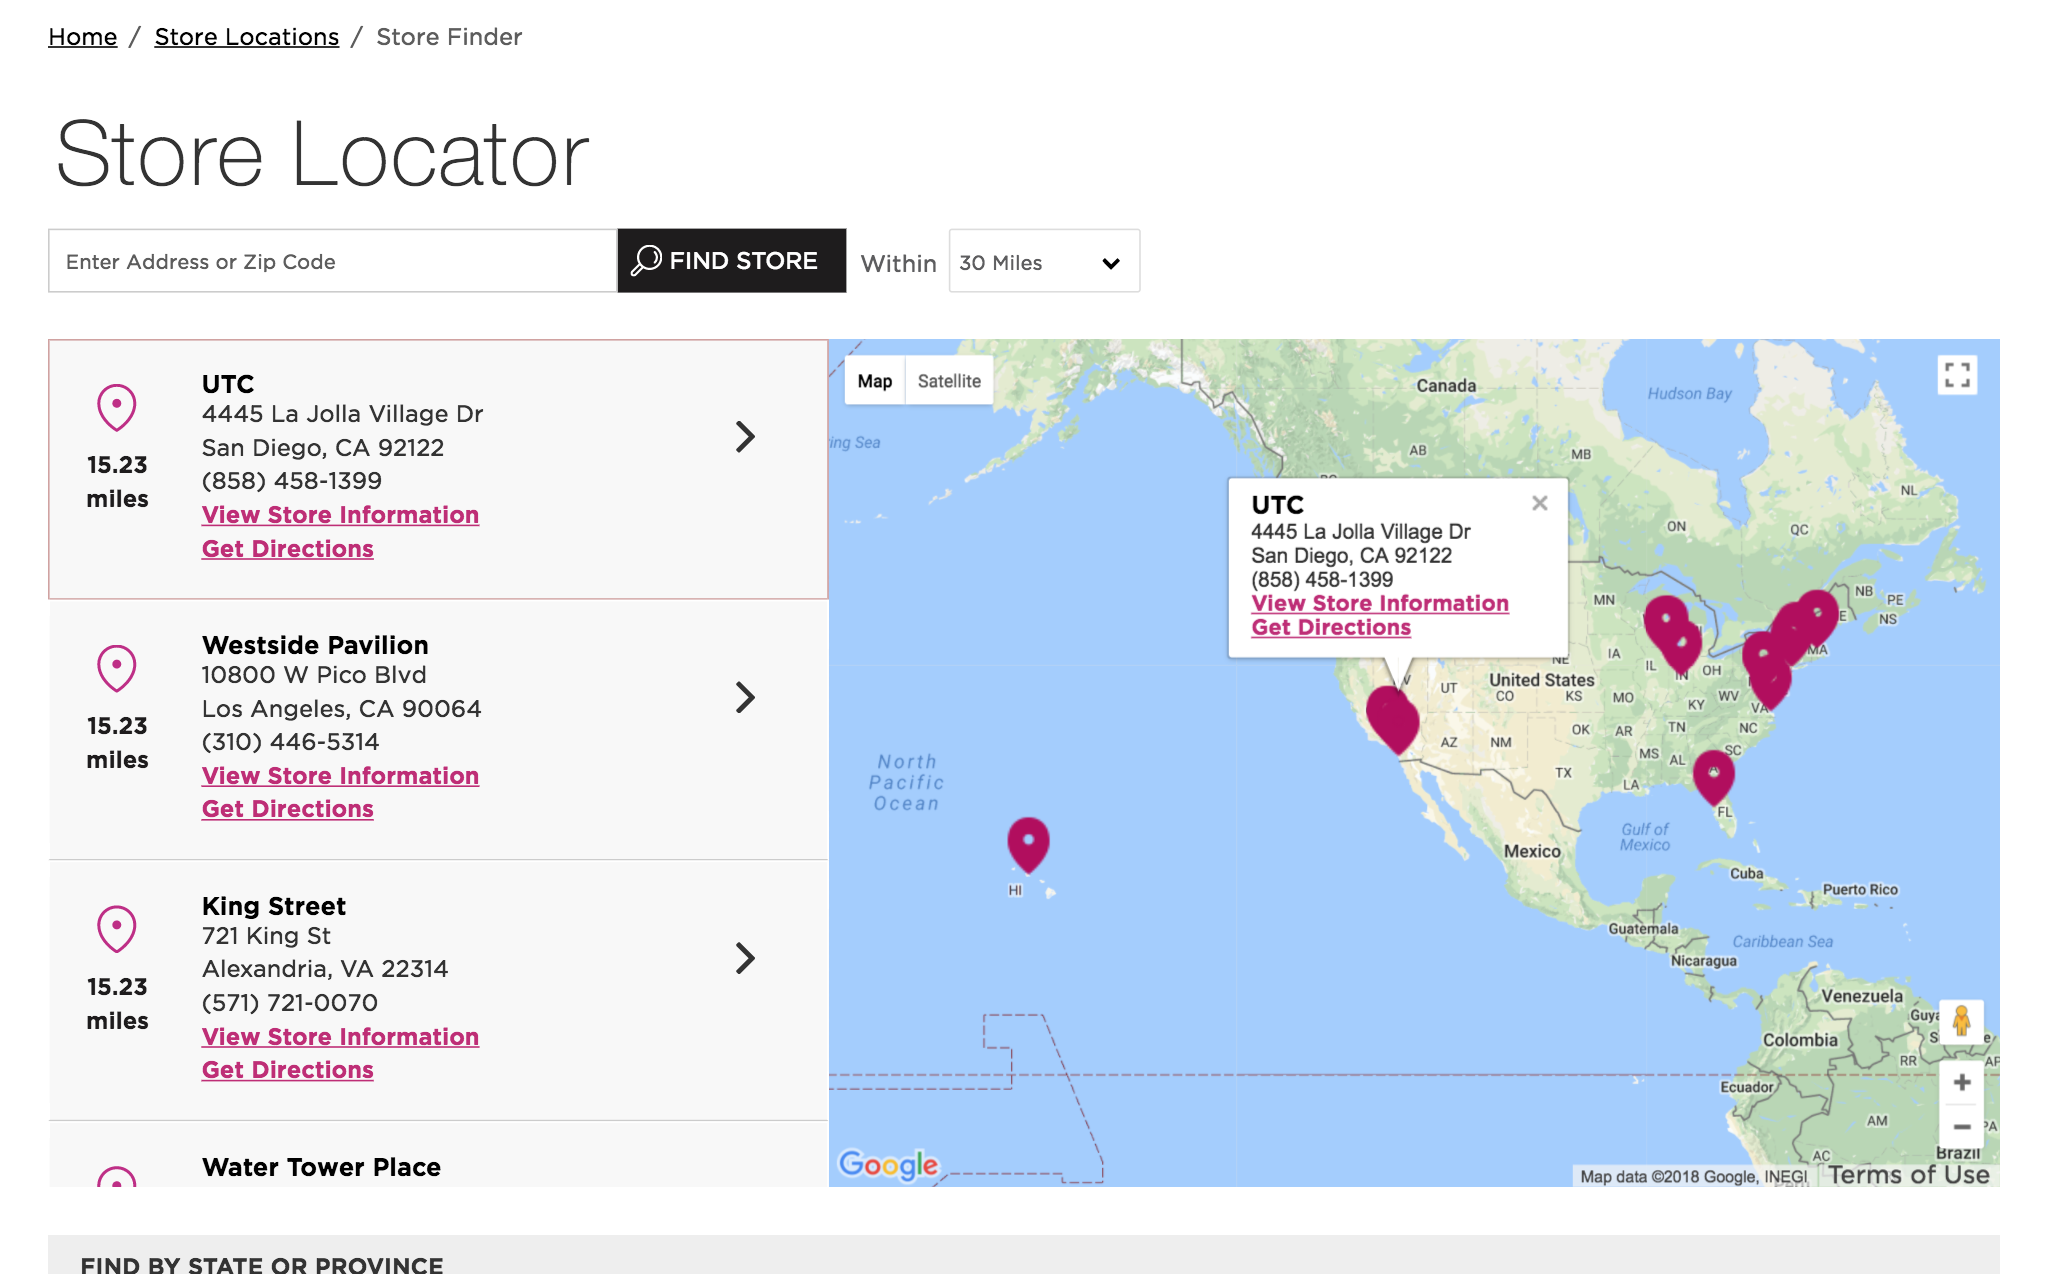 Home / Store Locations / Store Finder
Store Locator
Enter Address or Zip Code
FIND STORE
Within
30 Miles
UTC
4445 La Jolla Village Dr
San Diego, CA 92122
(858) 458-1399
View Store Information
Get Directions
15.23
miles
Westside Pavilion
10800 W Pico Blvd
Los Angeles, CA 90064
(310) 446-5314
View Store Information
Get Directions
15.23
miles
King Street
721 King St
Alexandria, VA 22314
(571) 721-0070
View Store Information
Get Directions
15.23
miles
Water Tower Place
Map
Satellite
Canada
Hudson Bay
ing Sea
AB
MB
NL
ON
QC
UTC
4445 La Jolla Village Dr
San Diego, CA 92122
(858) 458-1399
View Store Information
Get Directions
MN
NB
PE
NS
IA
IL
IN
OH
MA
NE
United States
UT
CO
KS
MO
KY
WV
VA
AZ
NM
OK
AR
TN
NC
SC
MS
AL
TX
LA
FL
North
Pacific
Ocean
HI
Gulf of
Mexico
Mexico
Cuba
Puerto Rico
Guatemala
Caribbean Sea
Nicaragua
Venezuela
Guya
Colombia
RR
AP
Ecuador
AM
PA
AC
Brazil
Google
Map data ©2018 Google, INEGI
Terms of Use
FIND BY STATE OR PROVINCE